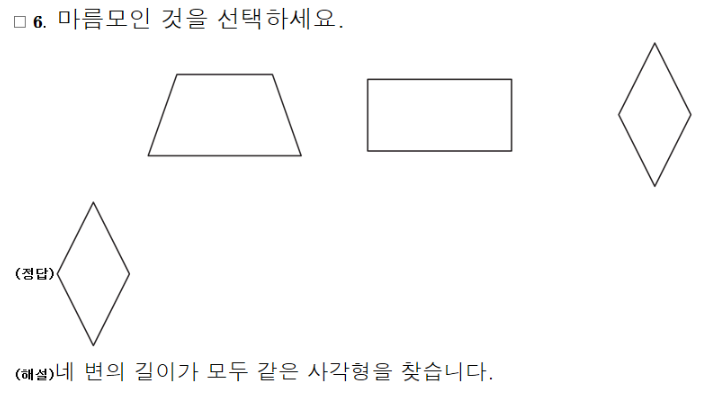 □ 6. 마름모인 것을 선택하세요.
(정답)
(해설)네 변의 길이가 모두 같은 사각형을 찾습니다.